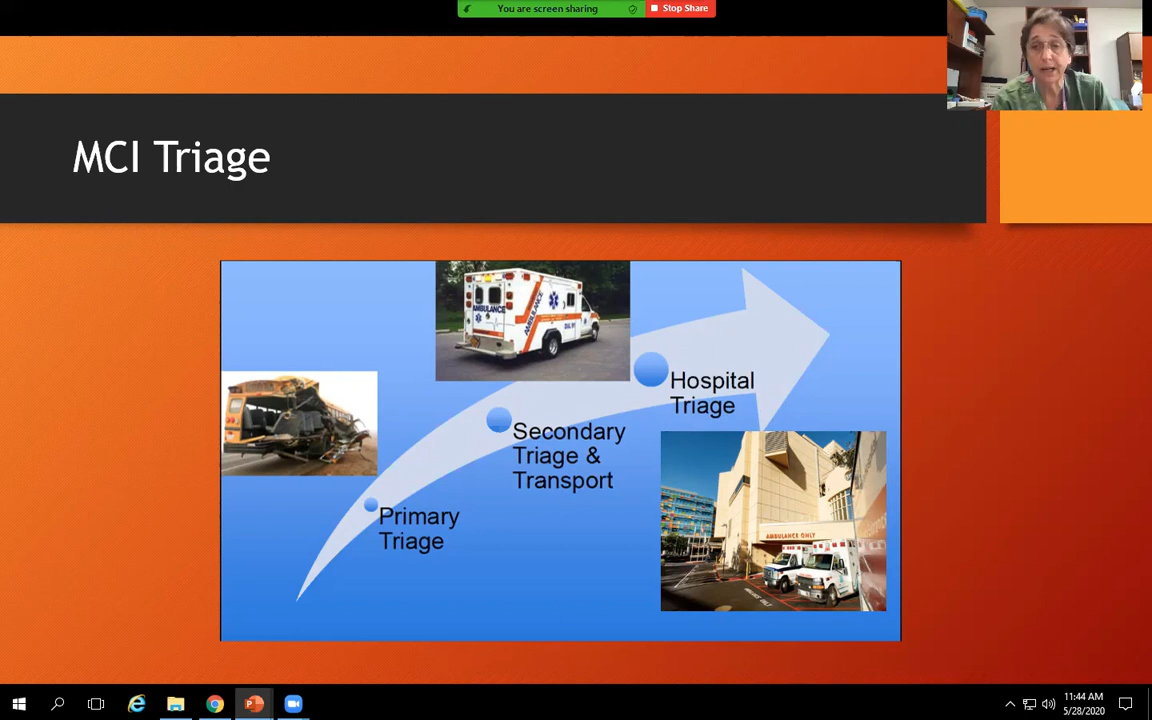 You are screen sharing
Stop Share
MCI Triage
AMBULANCE
AMBULANCE
Hospital
Triage
Secondary
Triage &
Transport
AMBULANCE ONLY
Primary
Triage
11:44 AM
5/28/2020